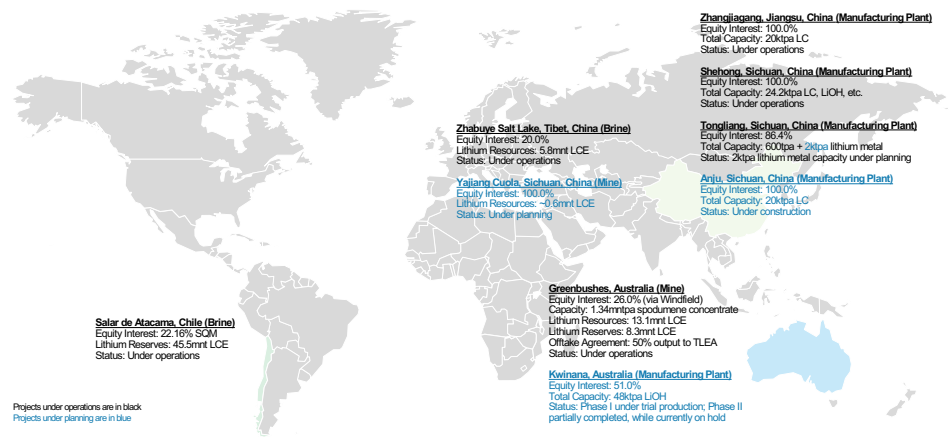 Zhangjiagang, Jiangsu, China (Manufacturing Plant)
Equity Interest: 100.0%
Total Capacity: 20ktpa LC
Status: Under operations
Shehong, Sichuan, China (Manufacturing Plant)
Equity Interest: 100.0%
Total Capacity: 24.2ktpa LC, LiOH, etc.
Status: Under operations
Tongliang, Sichuan, China (Manufacturing Plant)
Equity Interest: 86.4%
Total Capacity: 600tpa + 2ktpa lithium metal
Status: 2ktpa lithium metal capacity under planning
Anju, Sichuan, China (Manufacturing Plant)
Equity Interest: 100.0%
Total Capacity: 20ktpa LC
Status: Under construction
Zhabuye Salt Lake, Tibet, China (Brine)
Equity Interest: 20.0%
Lithium Resources: 5.8mnt LCE
Status: Under operations
Yajiang Cuola, Sichuan, China (Mine)
Equity Interest: 100.0%
Lithium Resources: ~0.6mnt LCE
Status: Under planning
Greenbushes, Australia (Mine)
Equity Interest: 26.0% (via Windfield)
Capacity: 1.34mntpa spodumene concentrate
Lithium Resources: 13.1mnt LCE
Lithium Reserves: 8.3mnt LCE
Offtake Agreement: 50% output to TLEA
Status: Under operations
Kwinana, Australia (Manufacturing Plant)
Equity Interest: 51.0%
Total Capacity: 48ktpa LiOH
Status: Phase I under trial production; Phase II
partially completed, while currently on hold
Salar de Atacama, Chile (Brine)
Equity Interest: 22.16% SQM
Lithium Reserves: 45.5mnt LCE
Status: Under operations
Projects under operations are in black
Projects under planning are in blue